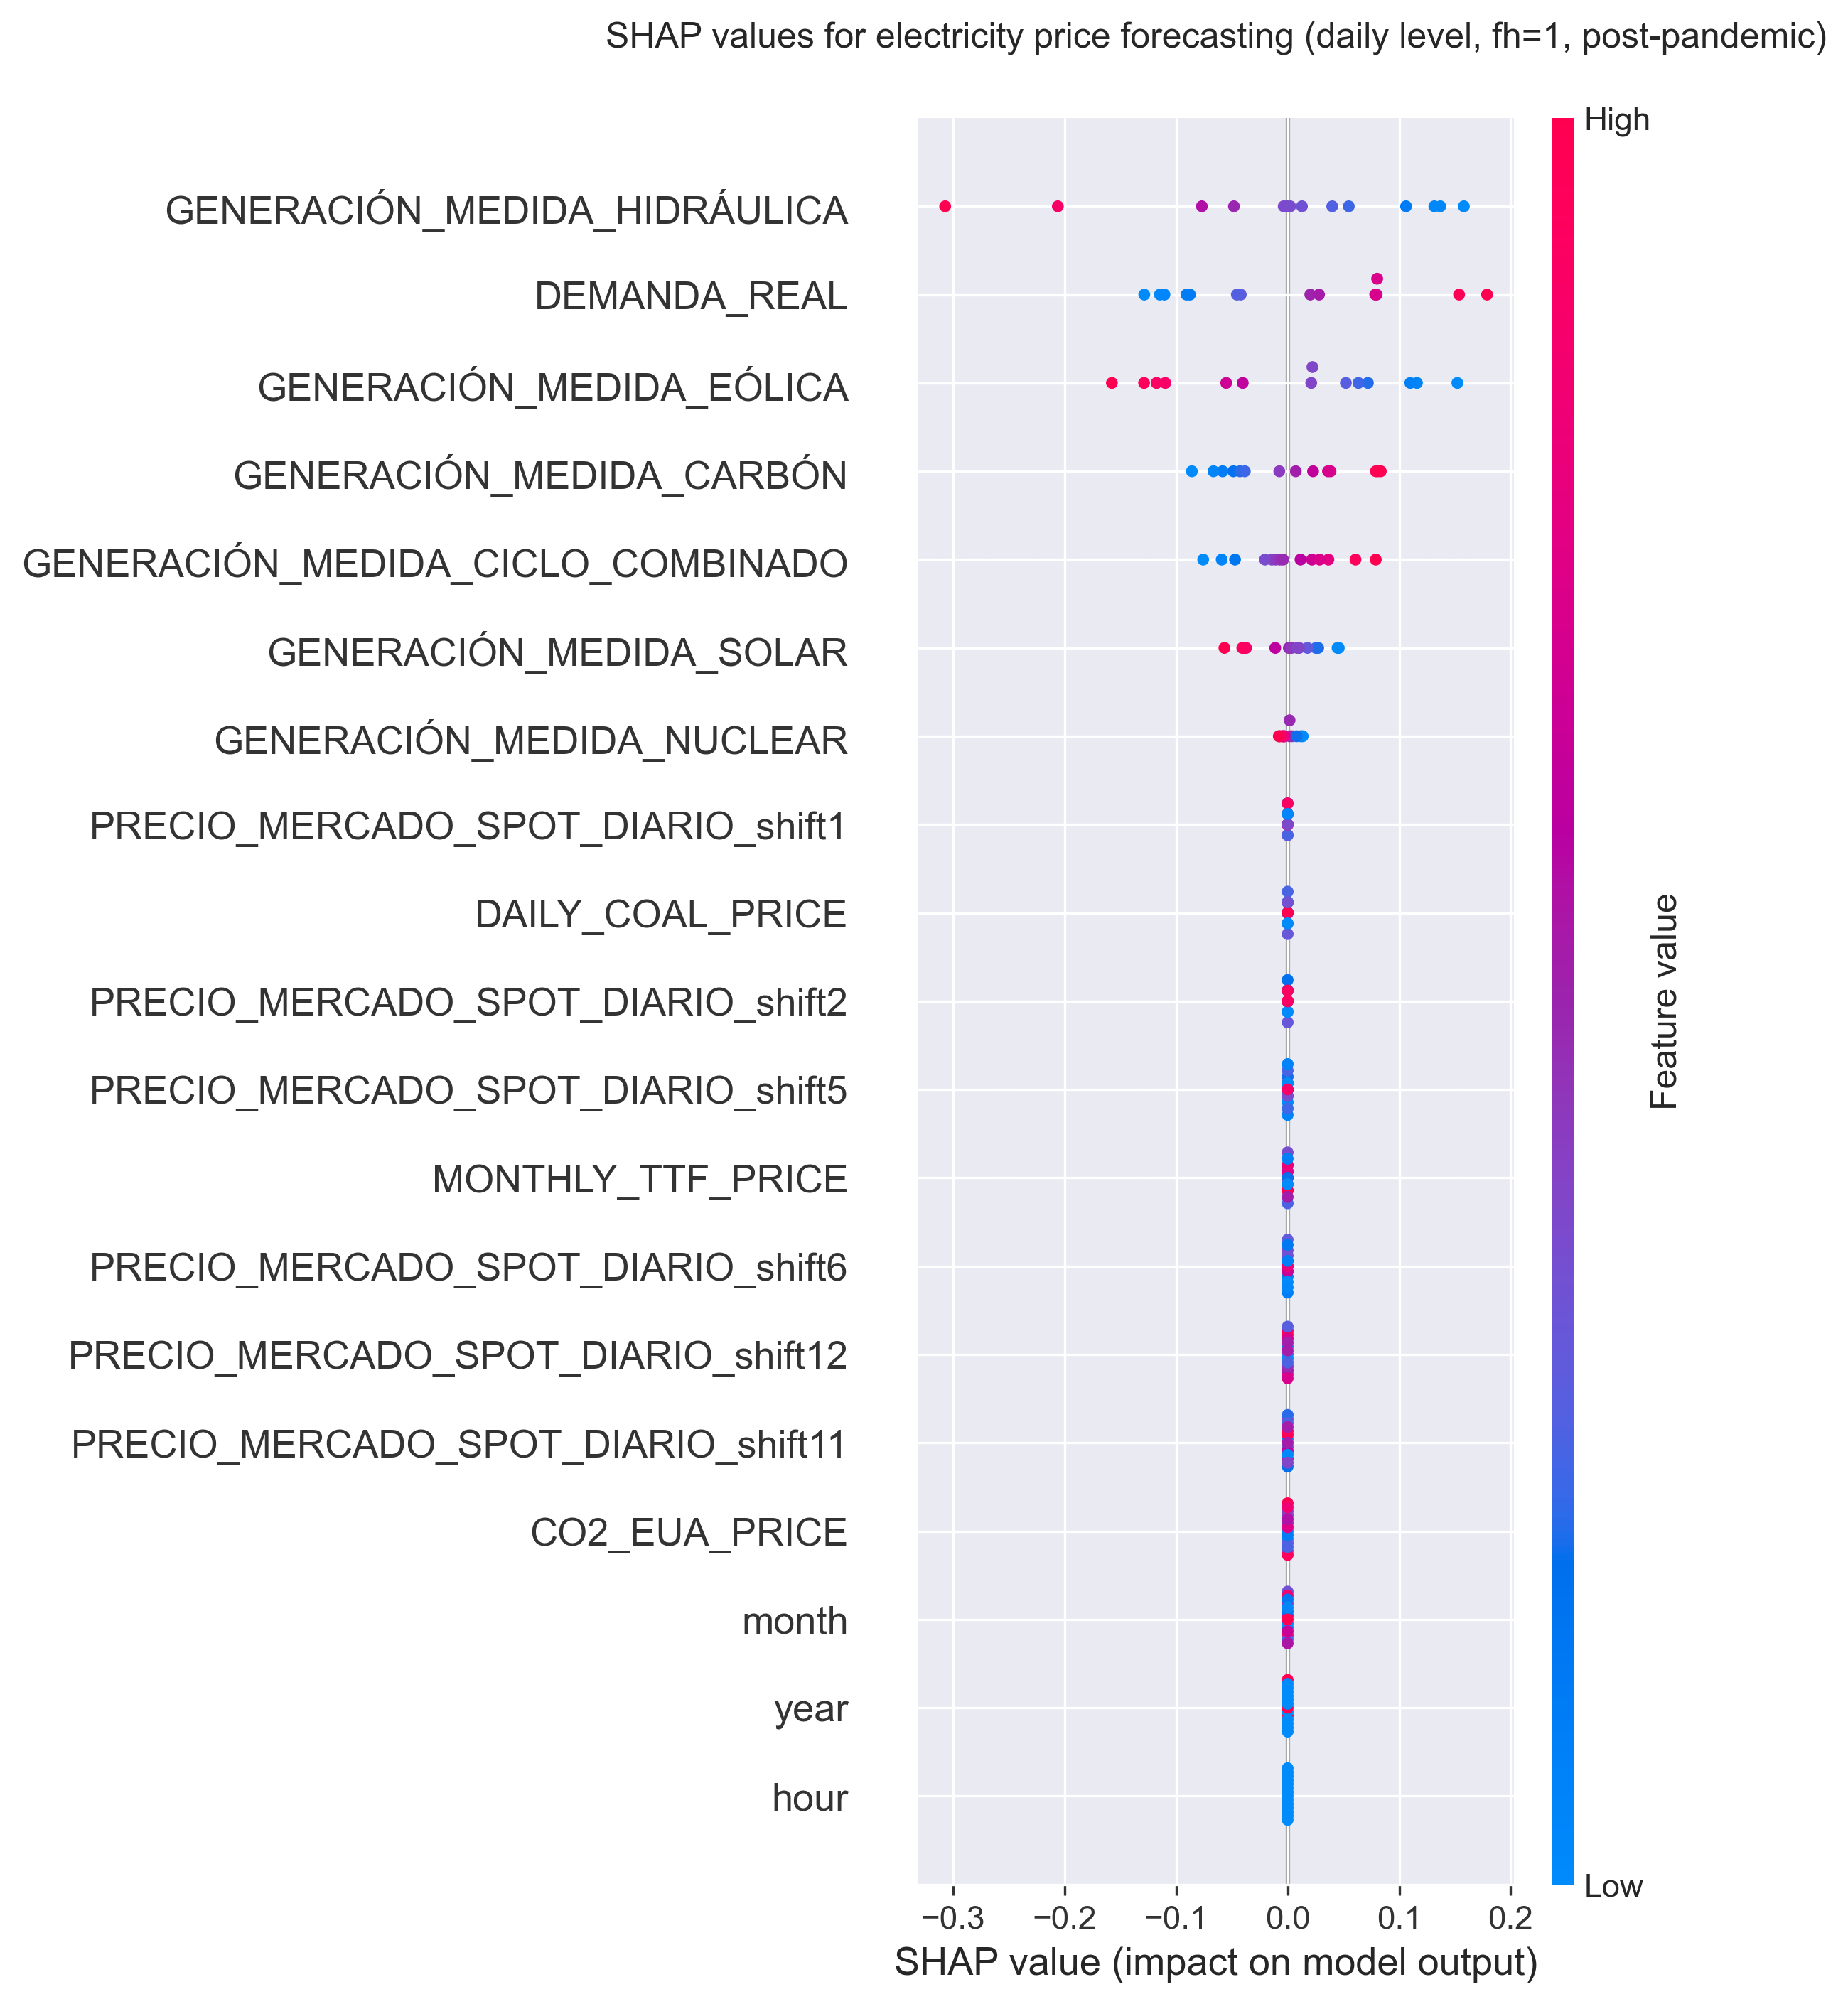 SHAP values for electricity price forecasting (daily level, fh=1, post-pandemic)
High
GENERACIÓN_MEDIDA_HIDRÁULICA
DEMANDA_REAL
GENERACIÓN_MEDIDA_EÓLICA
GENERACIÓN_MEDIDA_CARBÓN
GENERACIÓN_MEDIDA_CICLO_COMBINADO
GENERACIÓN_MEDIDA_SOLAR
GENERACIÓN_MEDIDA_NUCLEAR
PRECIO_MERCADO_SPOT_DIARIO_shift1
DAILY_COAL_PRICE
PRECIO_MERCADO_SPOT_DIARIO_shift2
PRECIO_MERCADO_SPOT_DIARIO_shift5
MONTHLY_TTF_PRICE
PRECIO_MERCADO_SPOT_DIARIO_shift6
PRECIO_MERCADO_SPOT_DIARIO_shift12
PRECIO_MERCADO_SPOT_DIARIO_shift11
CO2_EUA_PRICE
month
year
hour
Feature value
Low
−0.3 −0.2 −0.1 0.0 0.1 0.2
SHAP value (impact on model output)